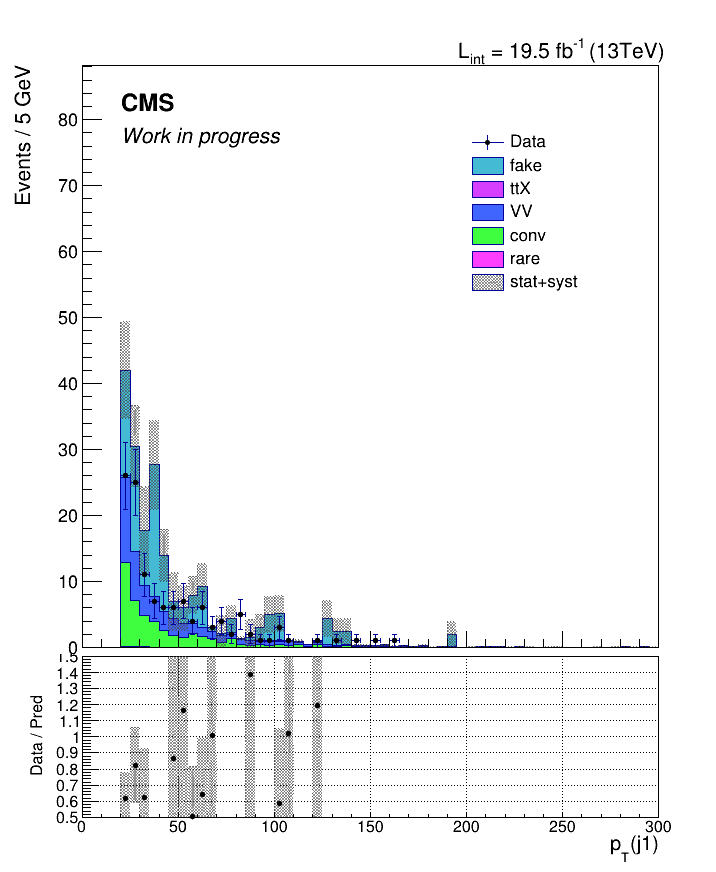 L_int = 19.5 fb^-1 (13TeV)
Events / 5 GeV
CMS
Work in progress
Data
fake
ttX
VV
conv
rare
stat+syst
80
70
60
50
40
30
20
10
0
Data / Pred
1.5
1.4
1.3
1.2
1.1
1
0.9
0.8
0.7
0.6
0.5
0 50 100 150 200 250 300
p_T(j1)